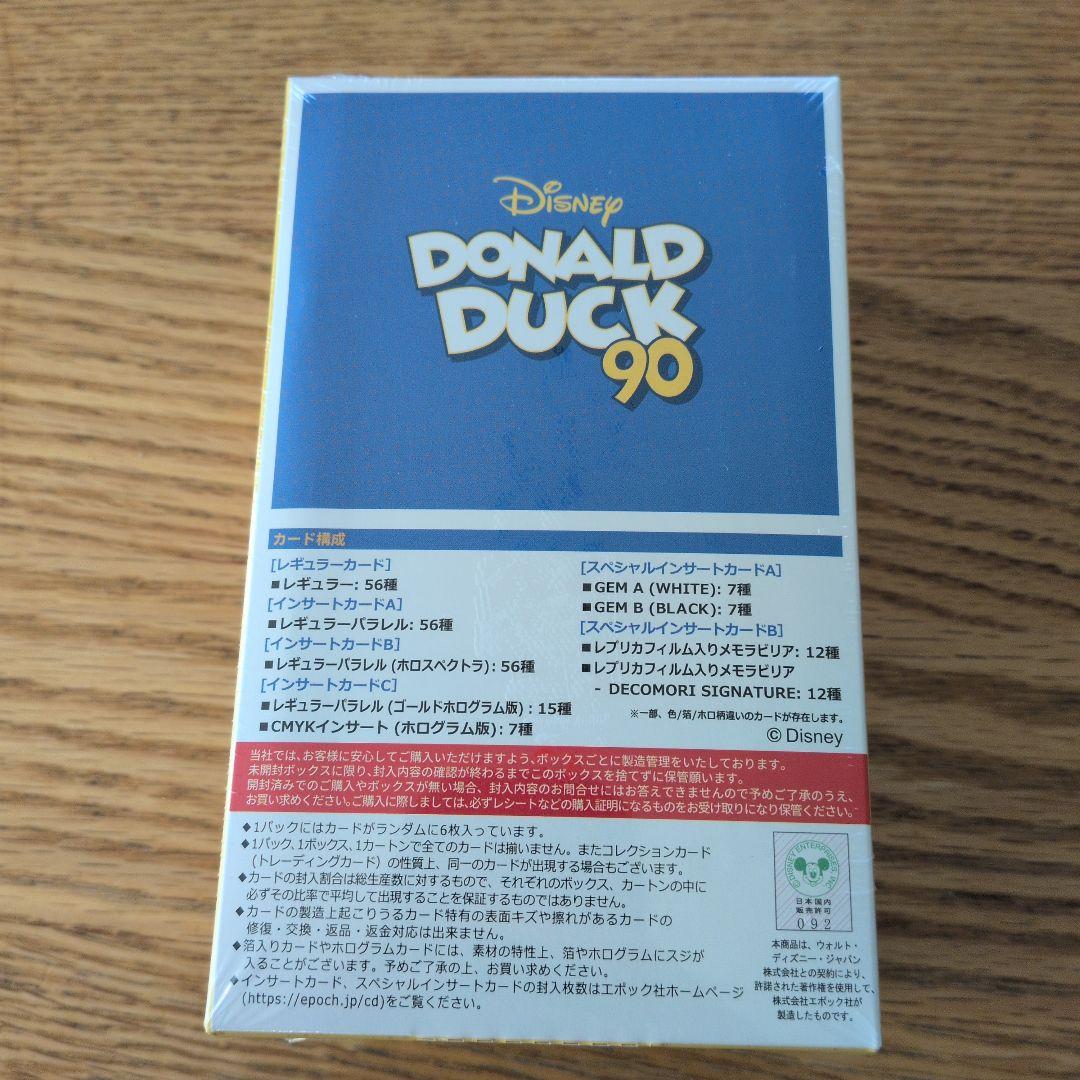 Disney
DONALD
DUCK
90
カード構成
[レギュラーカード]
■レギュラー: 56種
[インサートカードA]
■レギュラーパラレル: 56種
[インサートカードB]
■レギュラーパラレル (ホロスペクトラ): 56種
[インサートカードC]
■レギュラーパラレル (ゴールドホログラム版) : 15種
■CMYKインサート (ホログラム版): 7種
[スペシャルインサートカードA]
■GEM A (WHITE): 7種
■GEM B (BLACK): 7種
[スペシャルインサートカードB]
■レプリカフィルム入りメモラビリア: 12種
■レプリカフィルム入りメモラビリア
- DECOMORI SIGNATURE: 12種
※一部、色/箔/ホロ柄違いのカードが存在します。
© Disney
当社では、お客様に安心してご購入いただけますよう、ボックスごとに製造管理をいたしております。
未開封ボックスに限り、封入内容の確認が終わるまでこのボックスを捨てずに保管願います。
開封済みでのご購入やボックスが無い場合、封入内容のお問合せにはお答えできませんので予めご了承のうえ、
お買い求めください。ご購入に際しましては、必ずレシートなどの購入証明になるものをお受け取りになり保管ください。
◆1パックにはカードがランダムに6枚入っています。
◆1パック、1ボックス、1カートンで全てのカードは揃いません。またコレクションカード
(トレーディングカード) の性質上、同一のカードが出現する場合もございます。
◆カードの封入割合は総生産数に対するもので、それぞれのボックス、カートンの中に
必ずその比率で平均して出現することを保証するものではありません。
◆カードの製造上起こりうるカード特有の表面キズや擦れがあるカードの
修復・交換・返品・返金対応は出来ません。
◆箔入りカードやホログラムカードには、素材の特性上、箔やホログラムにスジが
入ることがございます。予めご了承の上、お買い求めください。
◆インサートカード、スペシャルインサートカードの封入枚数はエポック社ホームページ
(https://epoch.jp/cd)をご覧ください。
© DISNEY ENTERPRISES, INC.
日本国内
販売許可
092
本商品は、ウォルト・
ディズニー・ジャパン
株式会社との契約により、
許諾された著作権を使用して、
株式会社エポック社が
製造したものです。